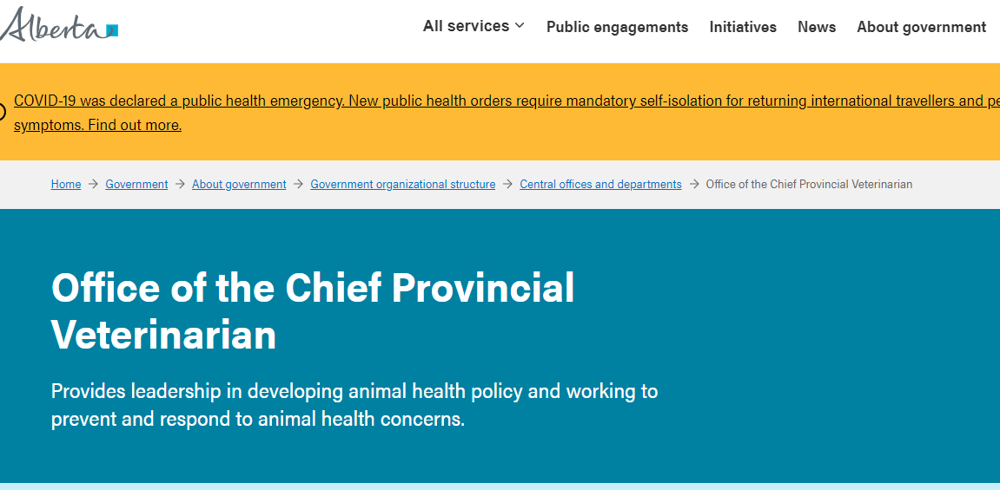 Alberta
All services Public engagements Initiatives News About government
COVID-19 was declared a public health emergency. New public health orders require mandatory self-isolation for returning international travellers and
symptoms. Find out more.
Home → Government → About government → Government organizational structure → Central offices and departments → Office of the Chief Provincial Veterinarian
Office of the Chief Provincial
Veterinarian
Provides leadership in developing animal health policy and working to
prevent and respond to animal health concerns.